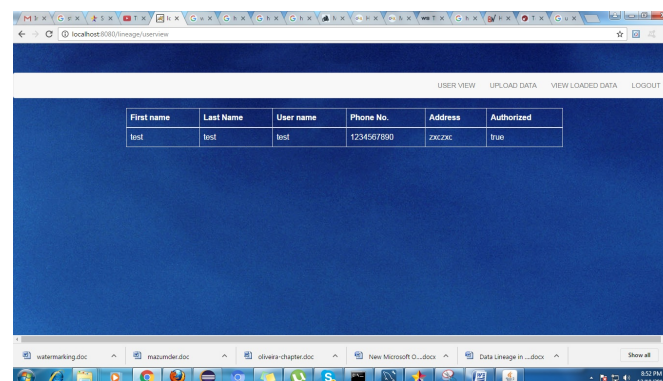 localhost:8080/lineage/userview
USER VIEW UPLOAD DATA VIEW LOADED DATA LOGOUT
First name Last Name User name Phone No. Address Authorized
test test test 1234567890 zxczxc true
watermarking.doc mazumder.doc oliveira-chapter.doc New Microsoft O....docx Data Lineage in ....docx Show all
8:52 PM